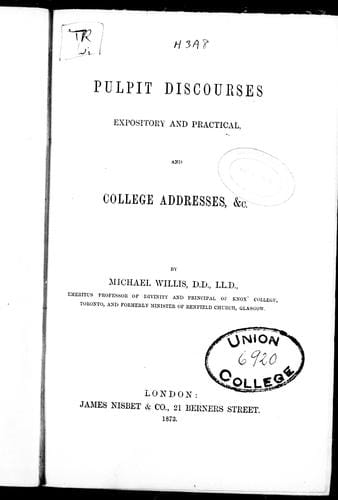 TR
H3A8
PULPIT DISCOURSES
EXPOSITORY AND PRACTICAL,
AND
COLLEGE ADDRESSES, &C.
BY
MICHAEL WILLIS, D.D., LL.D.,
EMERITUS PROFESSOR OF DIVINITY AND PRINCIPAL OF KNOX' COLLEGE,
TORONTO, AND FORMERLY MINISTER OF RENFIELD CHURCH, GLASGOW.
UNION
6920
COLLEGE
LONDON:
JAMES NISBET & CO., 21 BERNERS STREET.
1873.